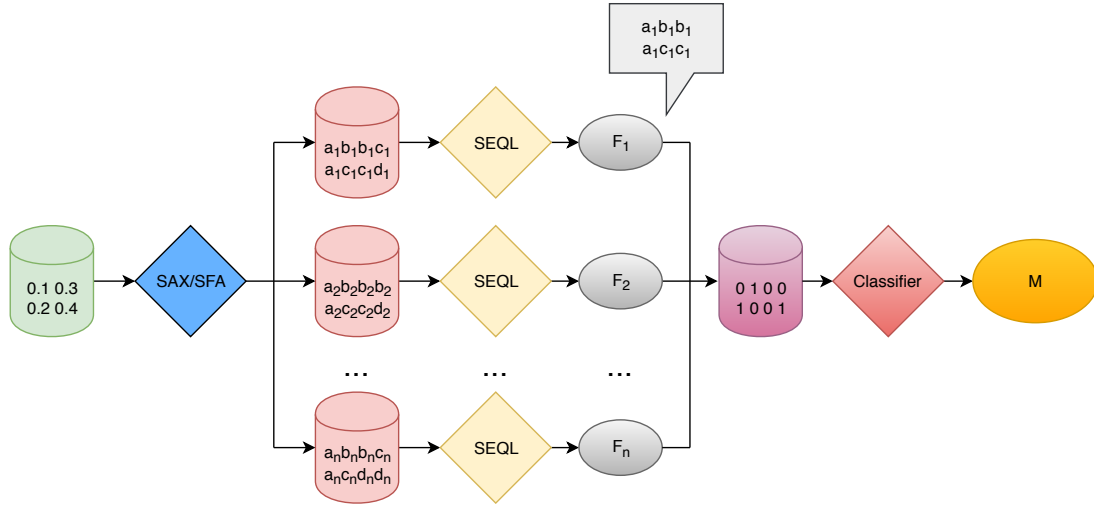 a₁b₁b₁
a₁c₁c₁
a₁b₁b₁c₁
a₁c₁c₁d₁
SEQL
F₁
0.1 0.3
0.2 0.4
SAX/SFA
a₂b₂b₂b₂
a₂c₂c₂d₂
SEQL
F₂
0 1 0 0
1 0 0 1
Classifier
M
... ... ...
aₙbₙbₙcₙ
aₙcₙdₙdₙ
SEQL
Fₙ